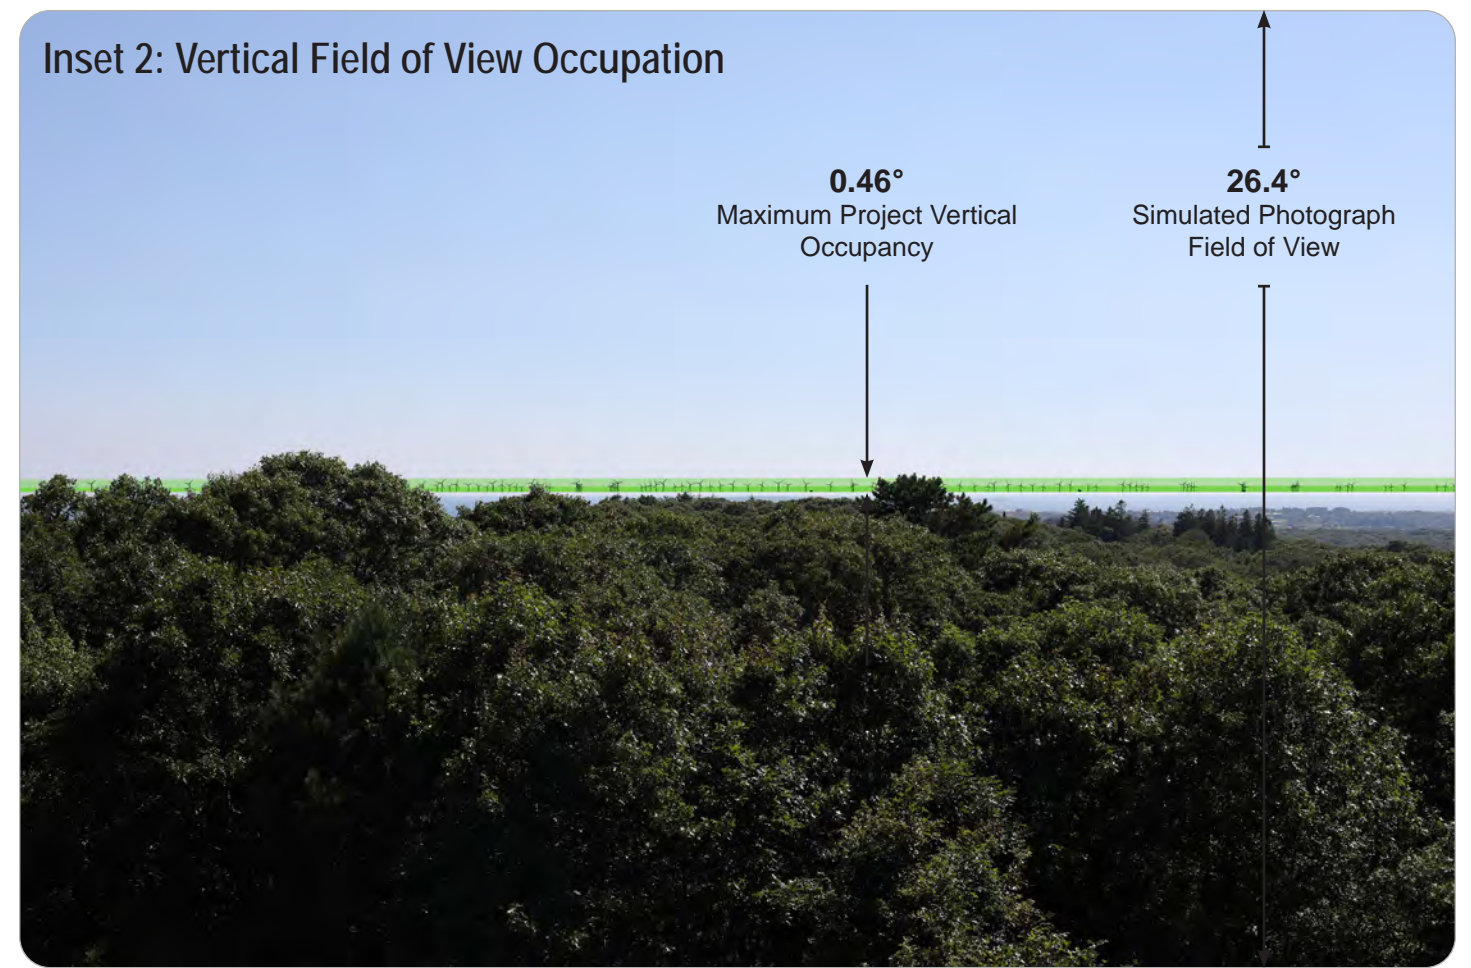 Inset 2: Vertical Field of View Occupation
0.46°
Maximum Project Vertical
Occupancy
26.4°
Simulated Photograph
Field of View